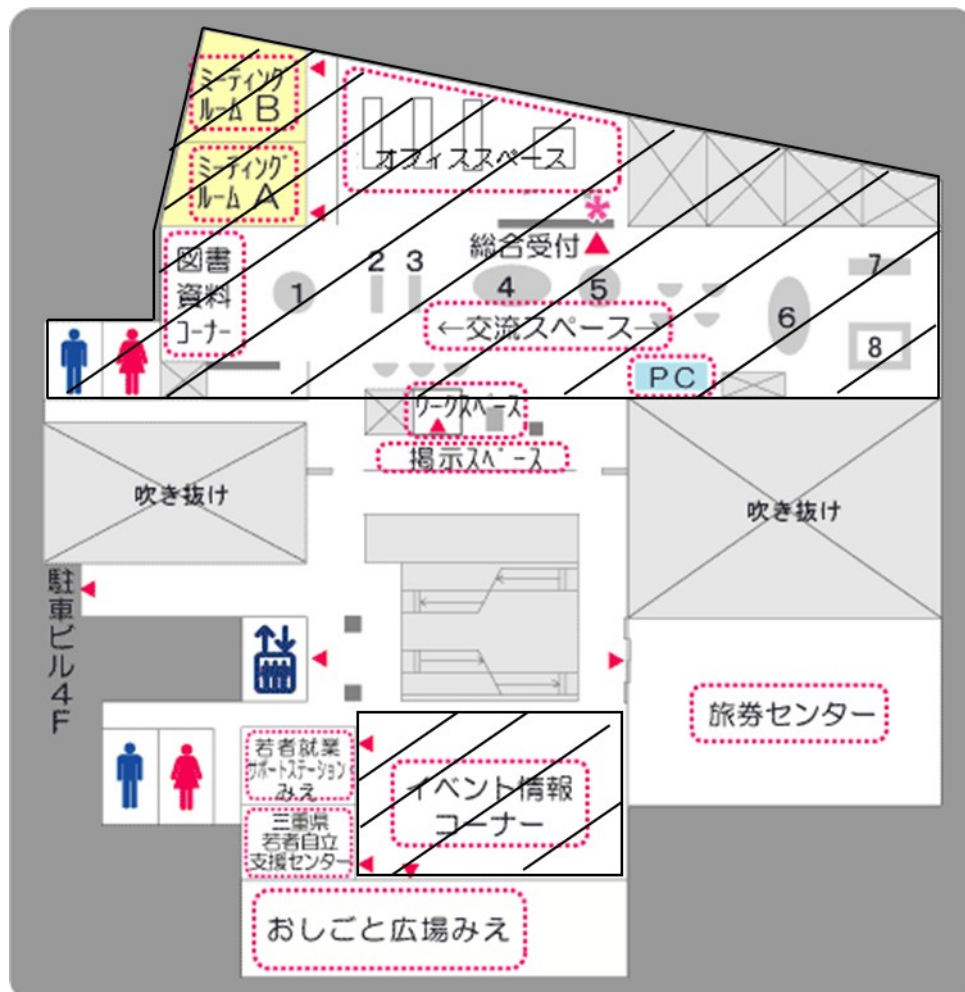 ミーティング
ルーム B
ミーティング
ルーム A
オフィススペース
*
総合受付
図書
資料
コーナー
1
2
3
4
5
6
7
8
←交流スペース→
PC
ワークスペース
掲示スペース
吹き抜け
吹き抜け
駐車ビル4F
旅券センター
若者就業
サポートステーション
みえ
三重県
若者自立
支援センター
イベント情報
コーナー
おしごと広場みえ